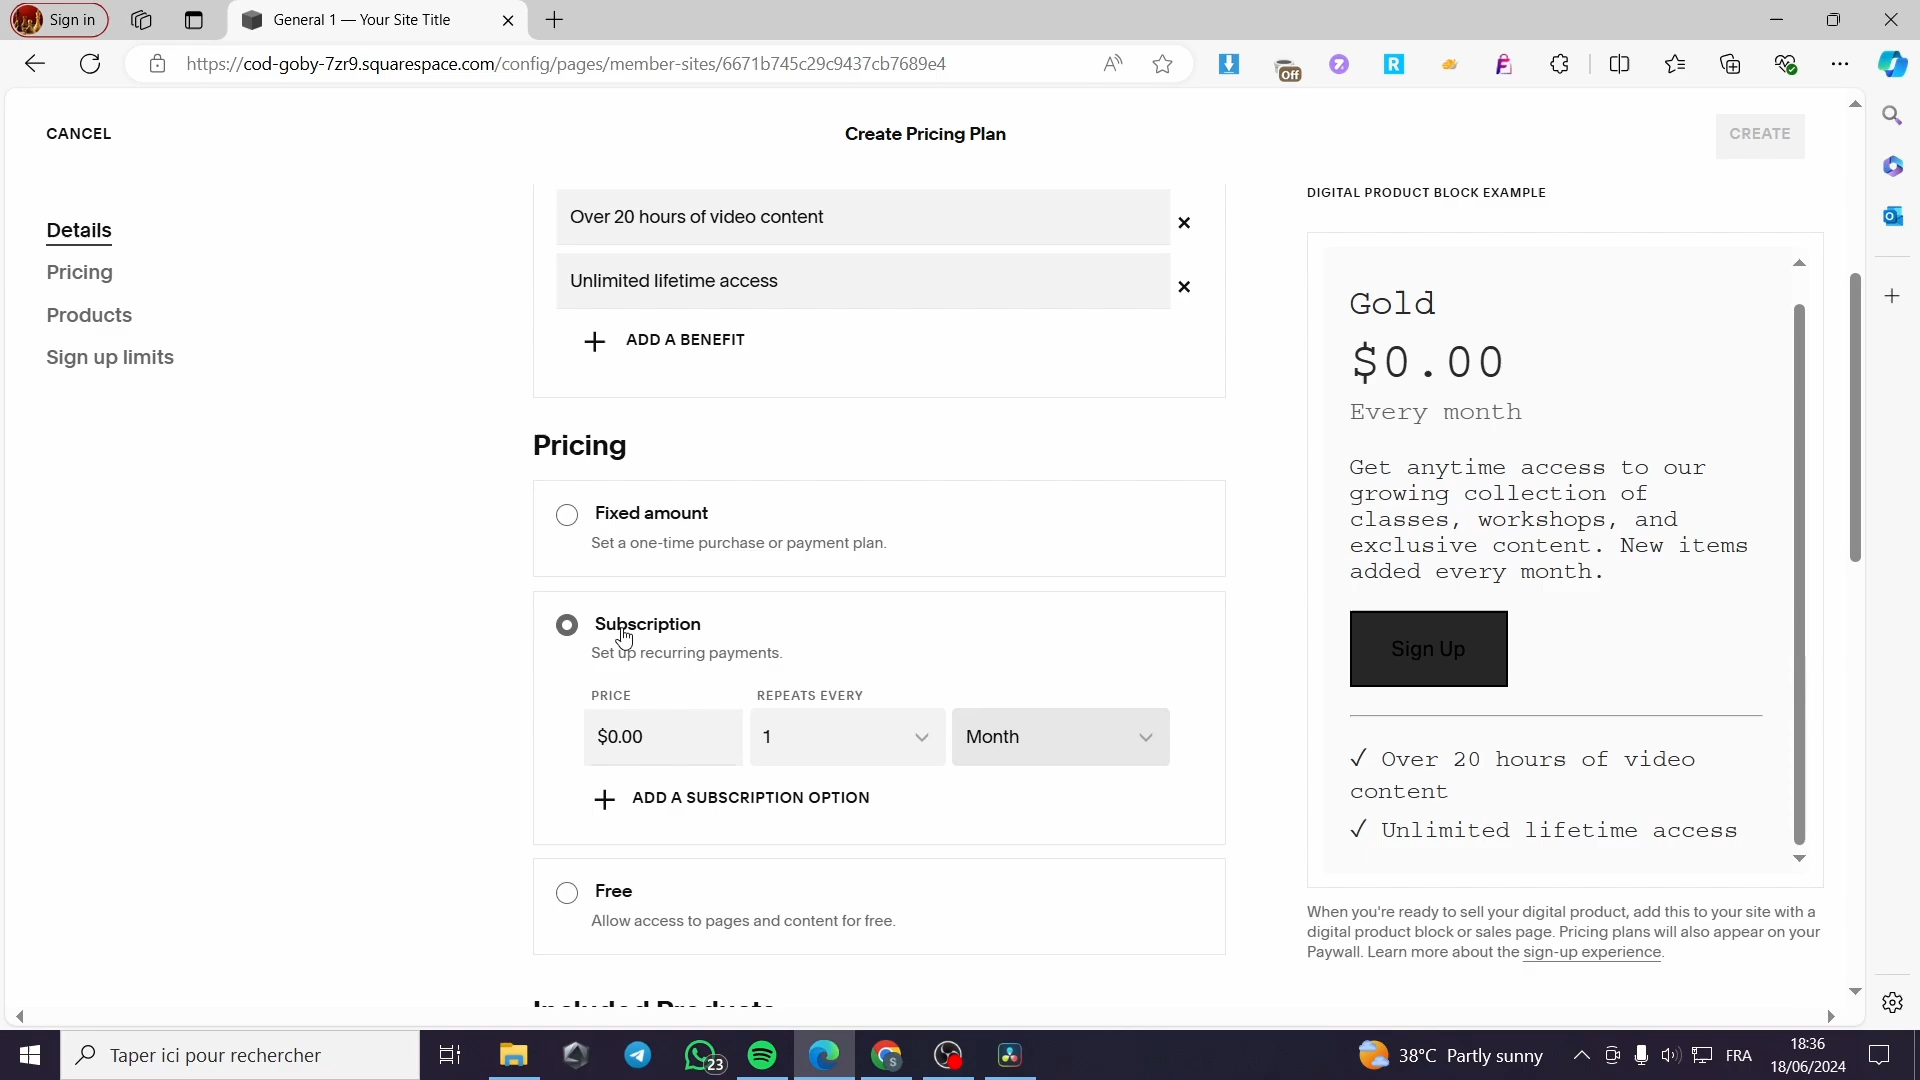 Sign in
General 1 — Your Site Title
https://cod-goby-7zr9.squarespace.com/config/pages/member-sites/6671b745c29c9437cb7689e4
Off
CANCEL
Create Pricing Plan
CREATE
Details
Pricing
Products
Sign up limits
Over 20 hours of video content
Unlimited lifetime access
ADD A BENEFIT
Pricing
Fixed amount
Set a one-time purchase or payment plan.
Subscription
Set up recurring payments.
PRICE
REPEATS EVERY
$0.00
1
Month
ADD A SUBSCRIPTION OPTION
Free
Allow access to pages and content for free.
Included Products
DIGITAL PRODUCT BLOCK EXAMPLE
Gold
$0.00
Every month
Get anytime access to our
growing collection of
classes, workshops, and
exclusive content. New items
added every month.
Sign Up
✓ Over 20 hours of video
content
✓ Unlimited lifetime access
When you're ready to sell your digital product, add this to your site with a
digital product block or sales page. Pricing plans will also appear on your
Paywall. Learn more about the sign-up experience.
Taper ici pour rechercher
23
38°C Partly sunny
FRA
18:36
18/06/2024